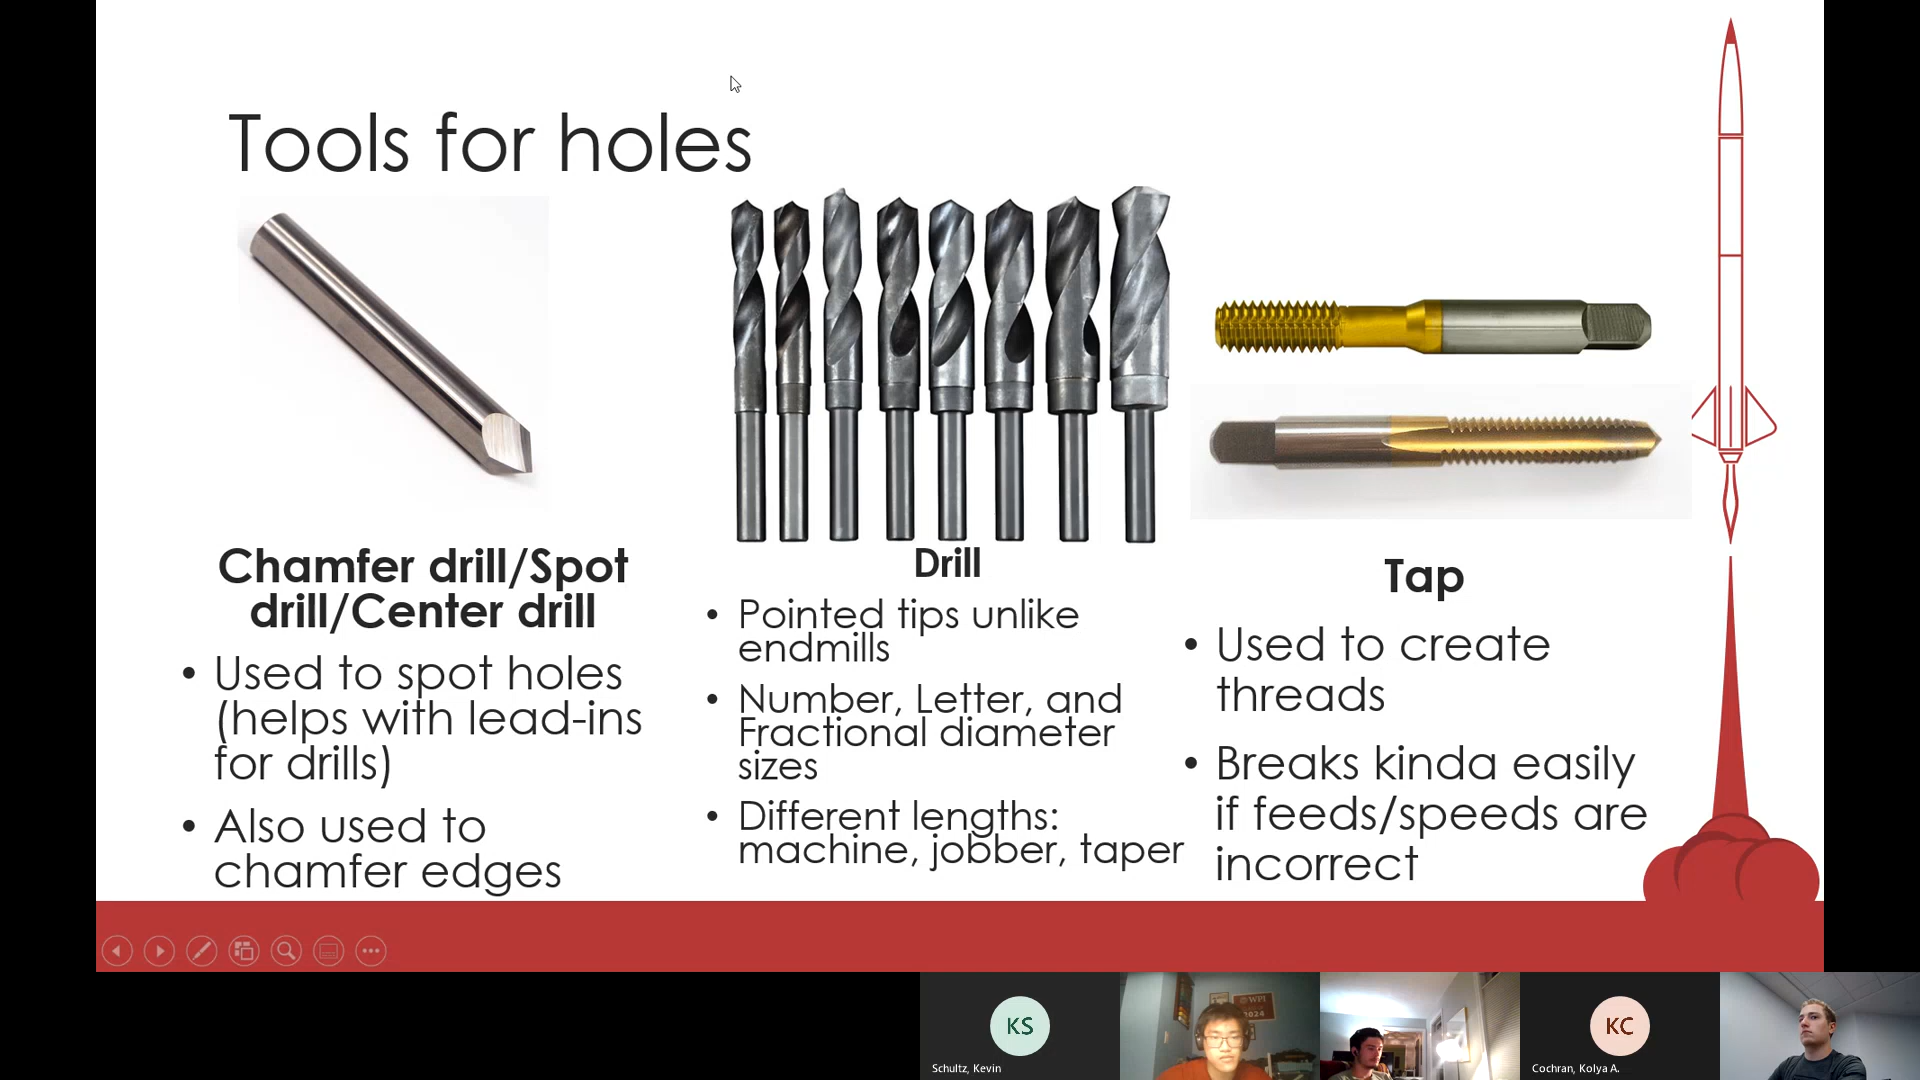 Tools for holes
Chamfer drill/Spot
drill/Center drill
• Used to spot holes
(helps with lead-ins
for drills)
• Also used to
chamfer edges
Drill
• Pointed tips unlike
endmills
• Number, Letter, and
Fractional diameter
sizes
• Different lengths:
machine, jobber, taper
Tap
• Used to create
threads
• Breaks kinda easily
if feeds/speeds are
incorrect
KS
Schultz, Kevin
WPI
2024
KC
Cochran, Kolya A.